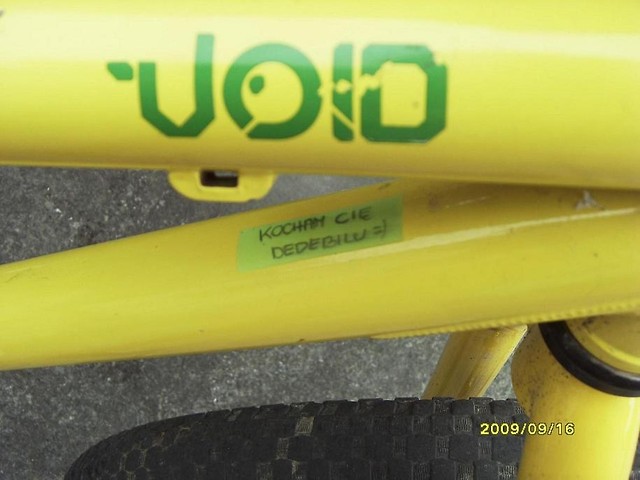 VOID
KOCHAM CIE
DEDEBILU =)
2009/09/16